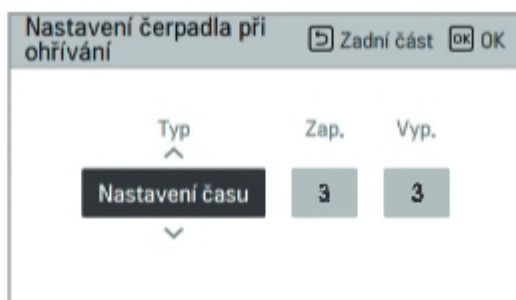 Nastavení čerpadla při
ohřívání
Zadní část OK OK
Typ Zap. Vyp.
Nastavení času 3 3